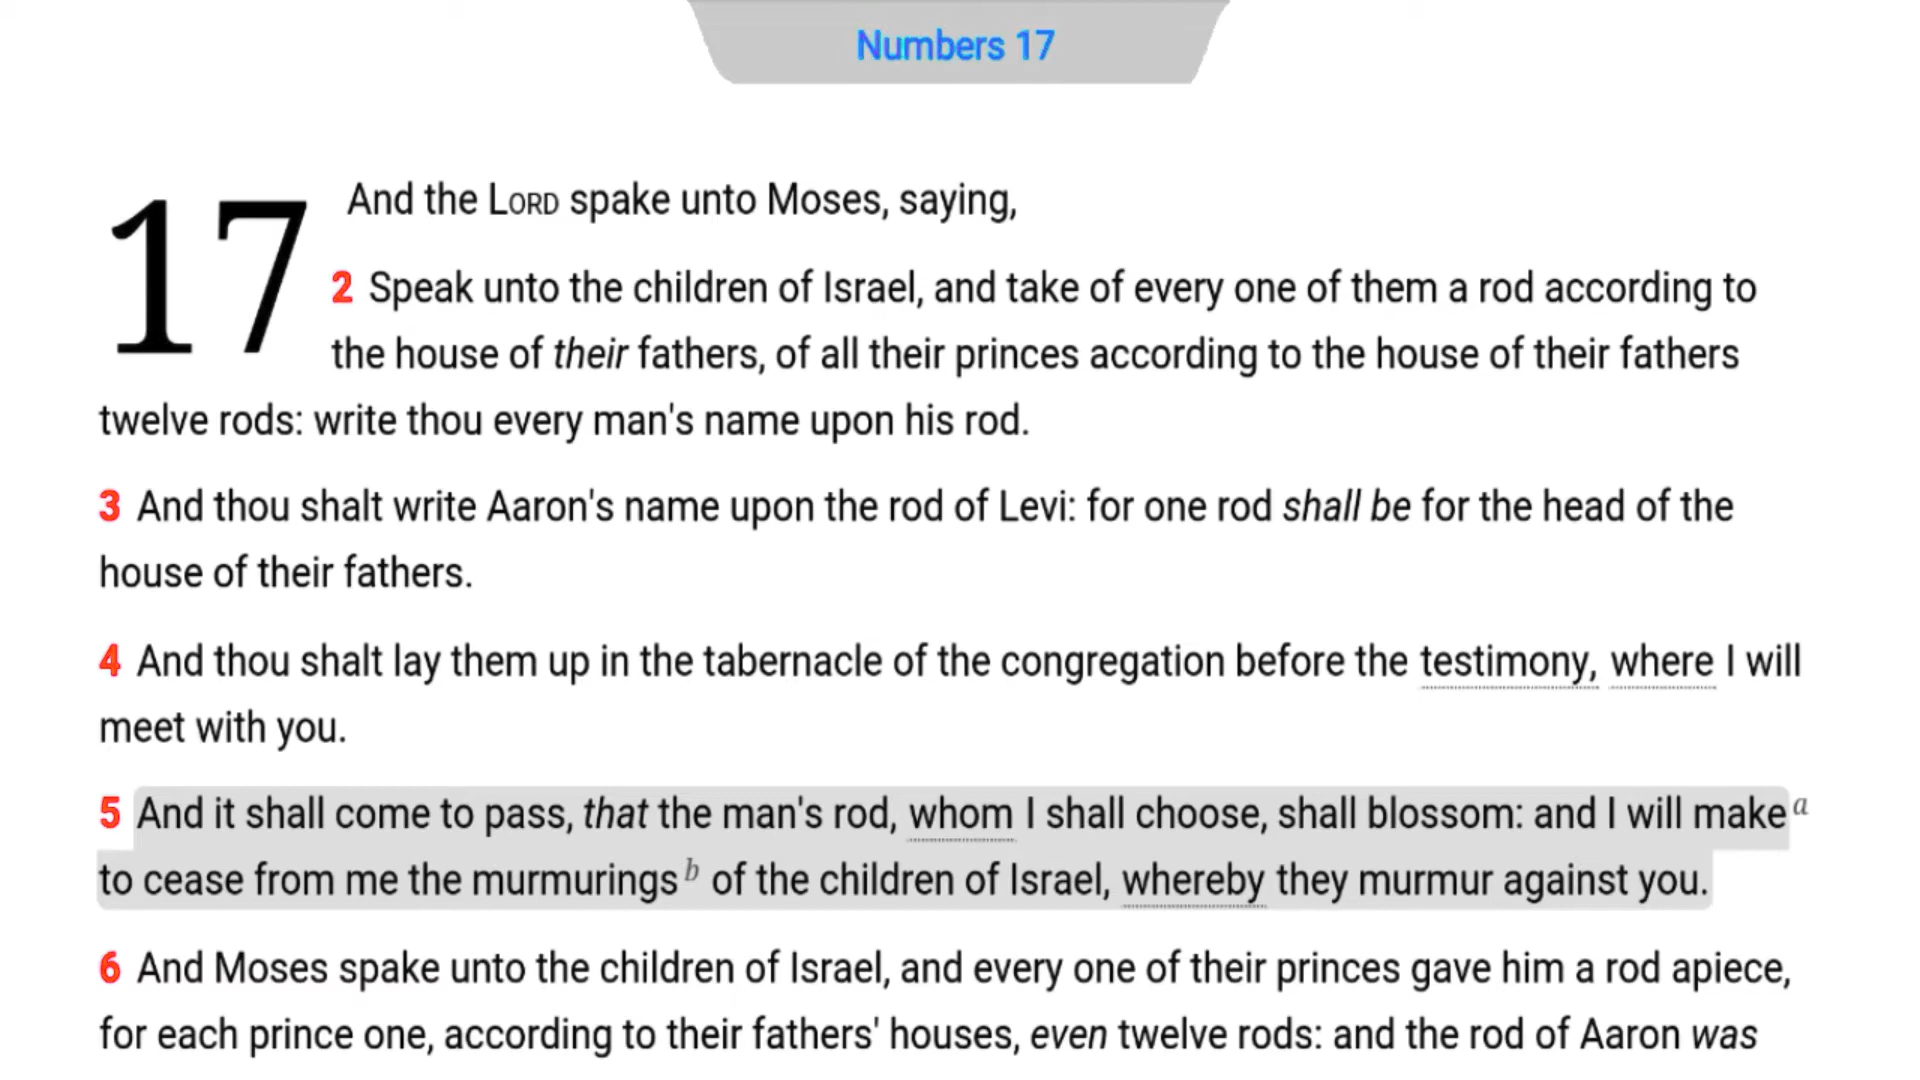 Numbers 17
17 And the LORD spake unto Moses, saying,
2 Speak unto the children of Israel, and take of every one of them a rod according to
the house of their fathers, of all their princes according to the house of their fathers
twelve rods: write thou every man's name upon his rod.
3 And thou shalt write Aaron's name upon the rod of Levi: for one rod shall be for the head of the
house of their fathers.
4 And thou shalt lay them up in the tabernacle of the congregation before the testimony, where I will
meet with you.
5 And it shall come to pass, that the man's rod, whom I shall choose, shall blossom: and I will make a
to cease from me the murmurings b of the children of Israel, whereby they murmur against you.
6 And Moses spake unto the children of Israel, and every one of their princes gave him a rod apiece,
for each prince one, according to their fathers' houses, even twelve rods: and the rod of Aaron was